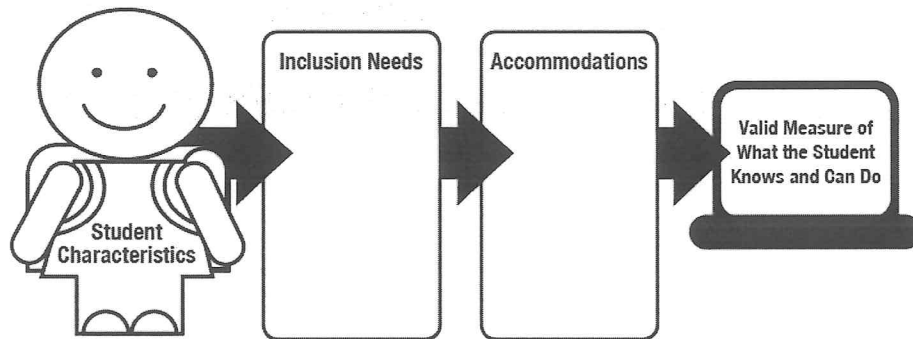 Inclusion Needs
Accommodations
Valid Measure of
What the Student
Knows and Can Do
Student
Characteristics